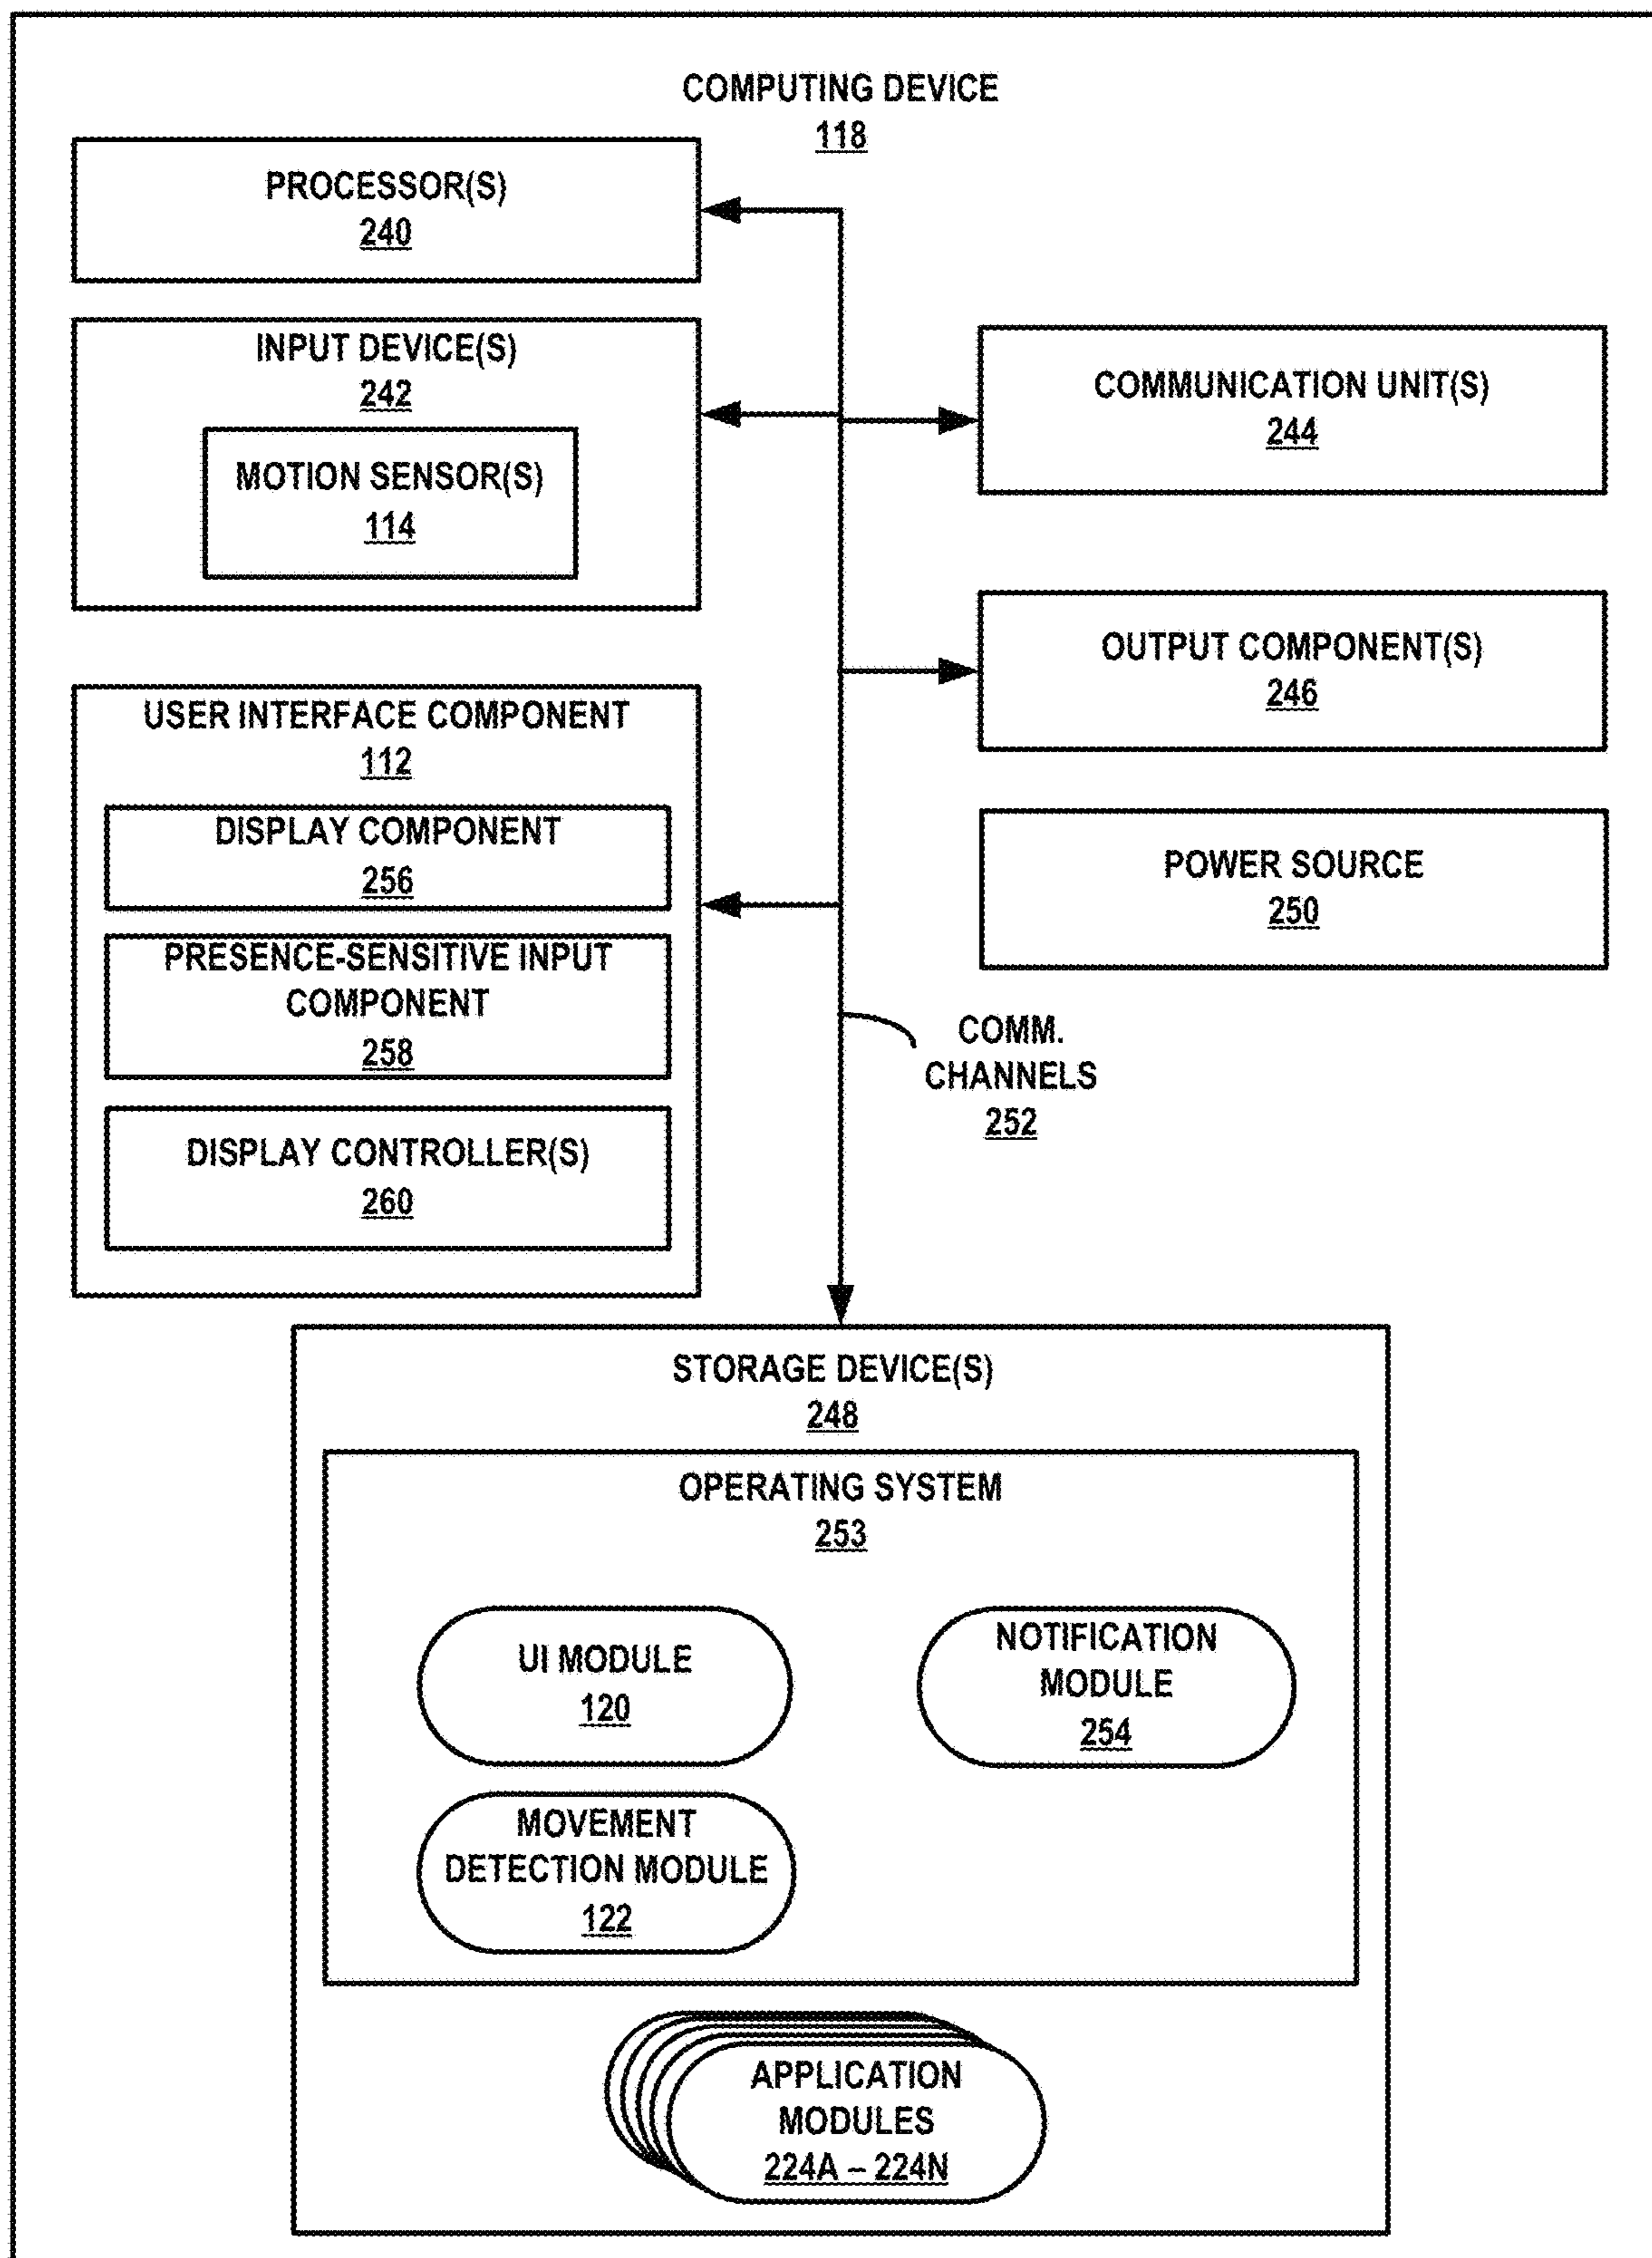 COMPUTING DEVICE
118
PROCESSOR(S)
240
INPUT DEVICE(S)
242
MOTION SENSOR(S)
114
COMMUNICATION UNIT(S)
244
OUTPUT COMPONENT(S)
246
USER INTERFACE COMPONENT
112
DISPLAY COMPONENT
256
PRESENCE-SENSITIVE INPUT
COMPONENT
258
DISPLAY CONTROLLER(S)
260
POWER SOURCE
250
COMM.
CHANNELS
252
STORAGE DEVICE(S)
248
OPERATING SYSTEM
253
UI MODULE
120
NOTIFICATION
MODULE
254
MOVEMENT
DETECTION MODULE
122
APPLICATION
MODULES
224A – 224N